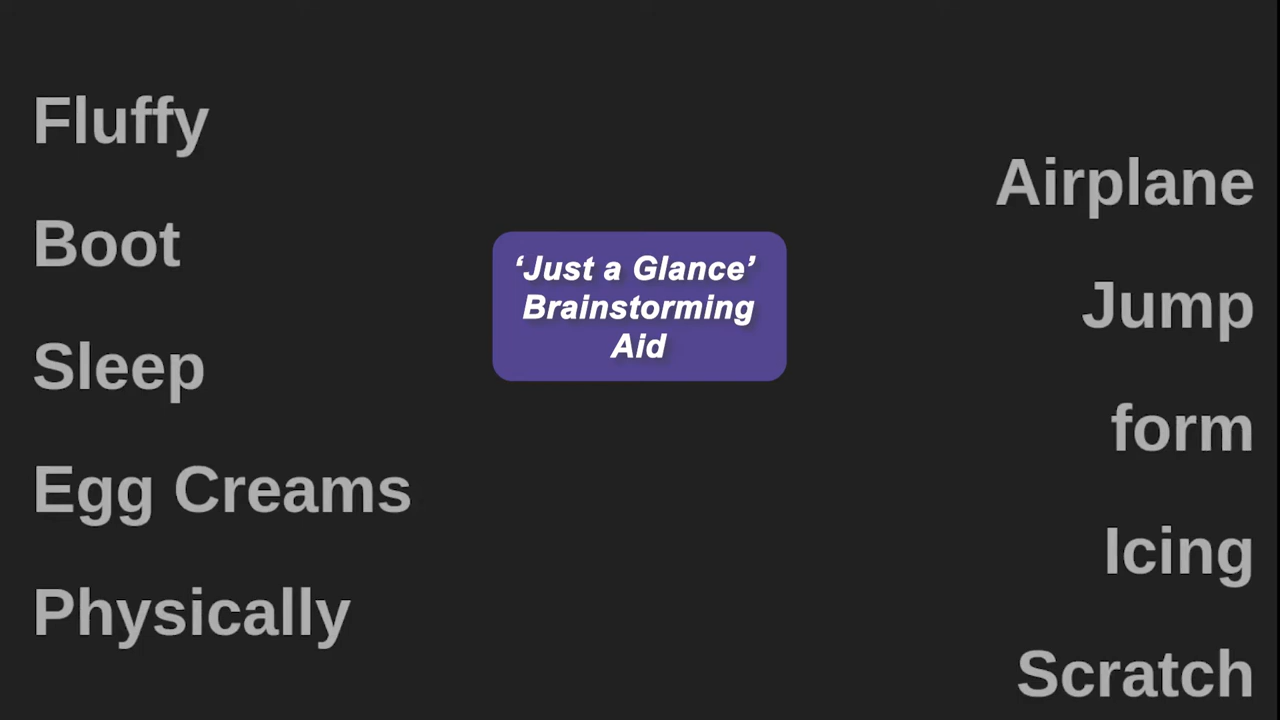 Fluffy
Boot
Sleep
Egg Creams
Physically
‘Just a Glance’
Brainstorming
Aid
Airplane
Jump
form
Icing
Scratch